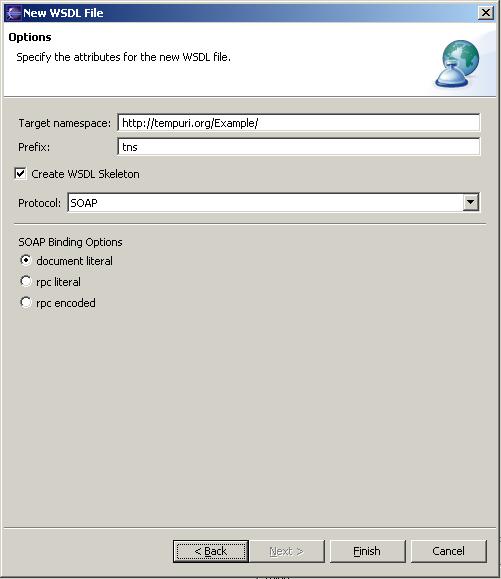 New WSDL File
Options
Specify the attributes for the new WSDL file.
Target namespace: http://tempuri.org/Example/
Prefix: tns
Create WSDL Skeleton
Protocol: SOAP
SOAP Binding Options
document literal
rpc literal
rpc encoded
< Back Next > Finish Cancel